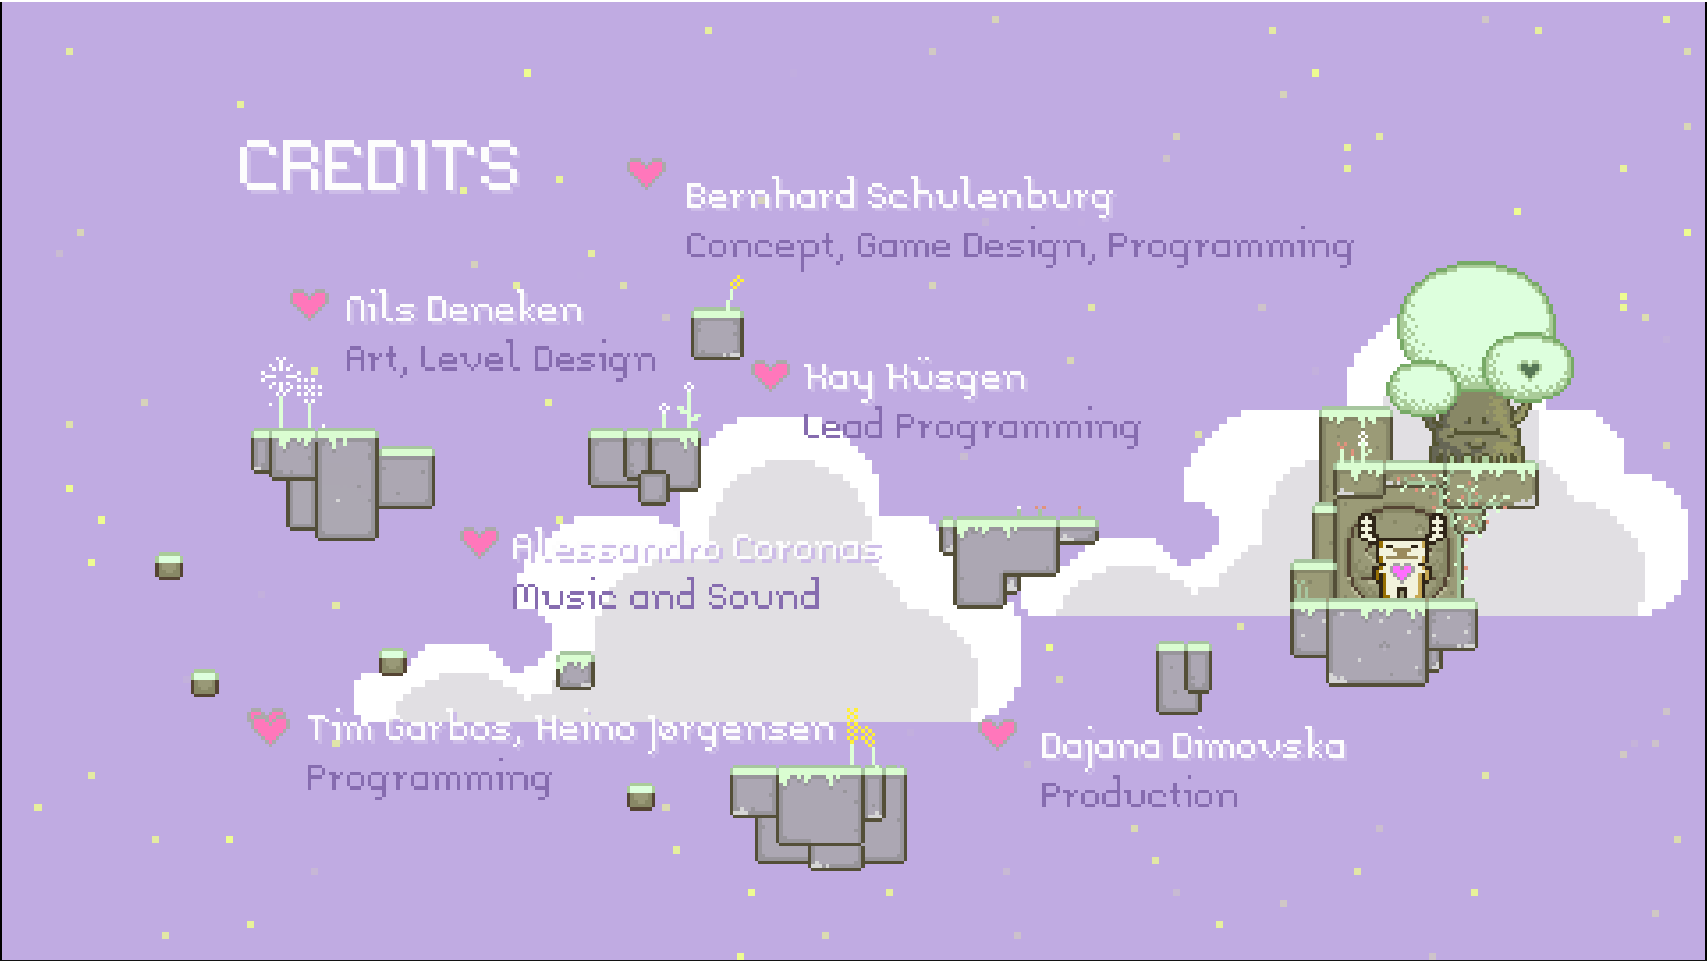 CREDITS
Bernhard Schulenburg
Concept, Game Design, Programming
Nils Deneken
Art, Level Design
Kay Küsgen
Lead Programming
Alessandro Coronas
Music and Sound
Tim Garbos, Heino Jørgensen
Programming
Dajana Dimovska
Production